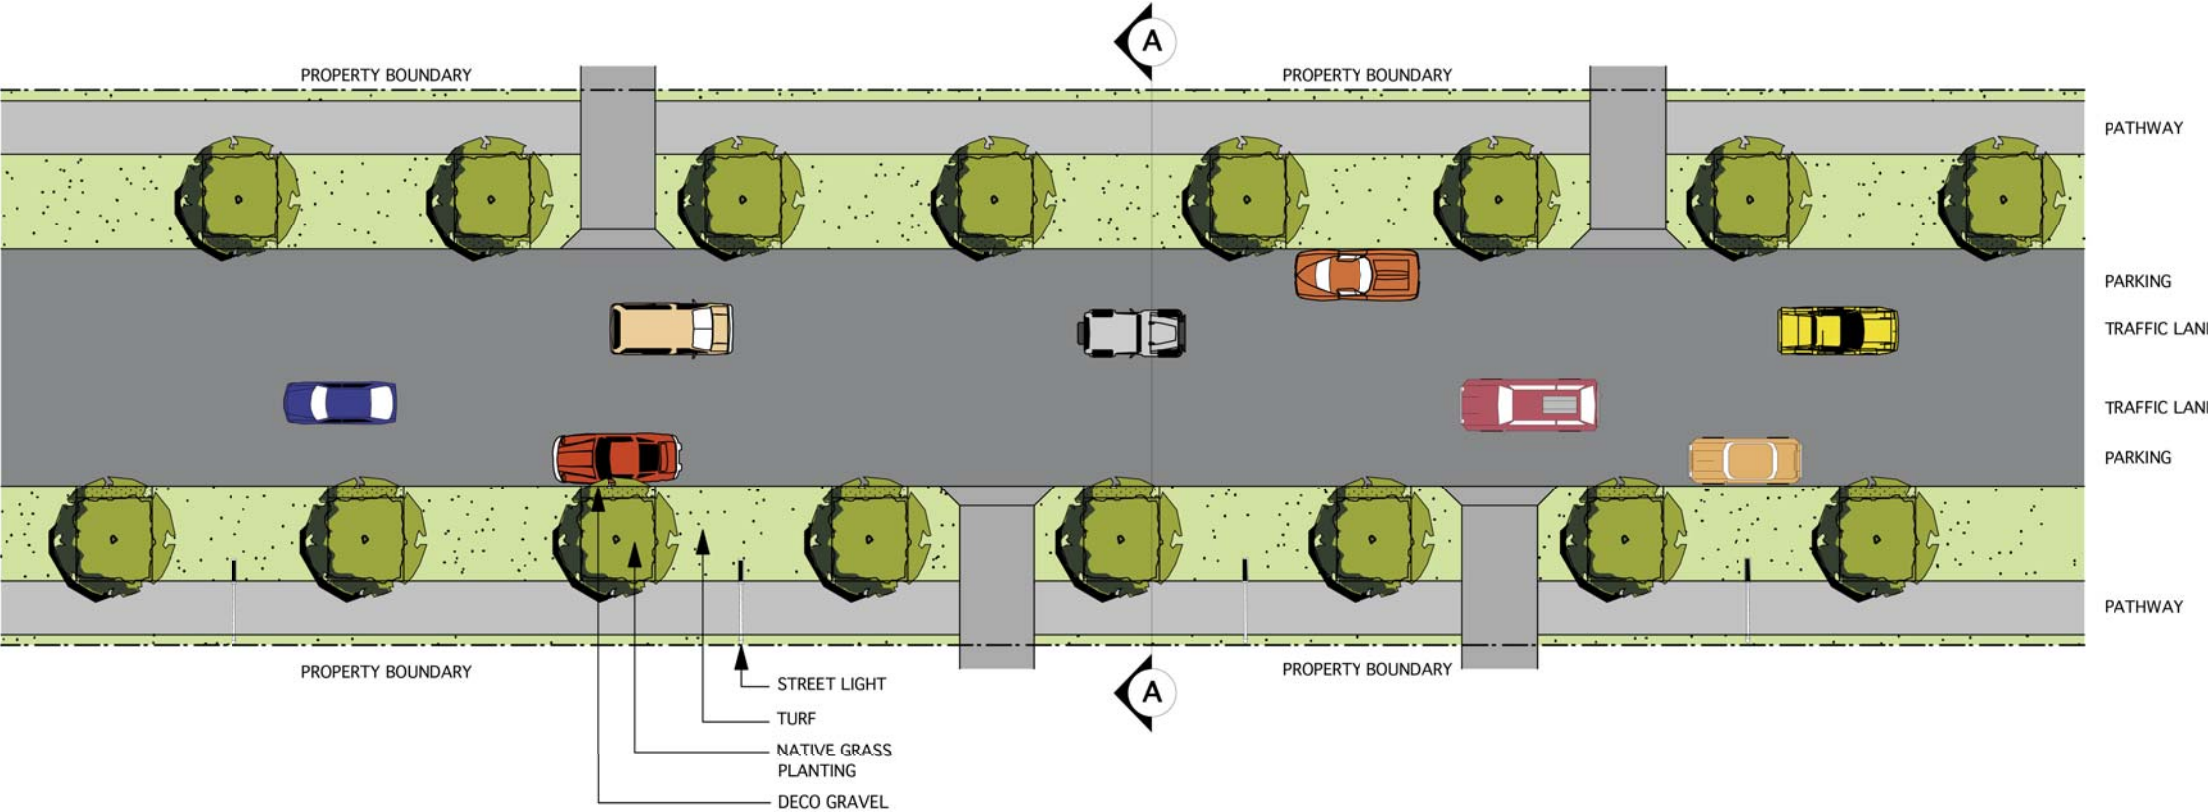 A
PROPERTY BOUNDARY
PROPERTY BOUNDARY
PATHWAY
PARKING
TRAFFIC LAN
TRAFFIC LAN
PARKING
PATHWAY
PROPERTY BOUNDARY
PROPERTY BOUNDARY
A
STREET LIGHT
TURF
NATIVE GRASS
PLANTING
DECO GRAVEL